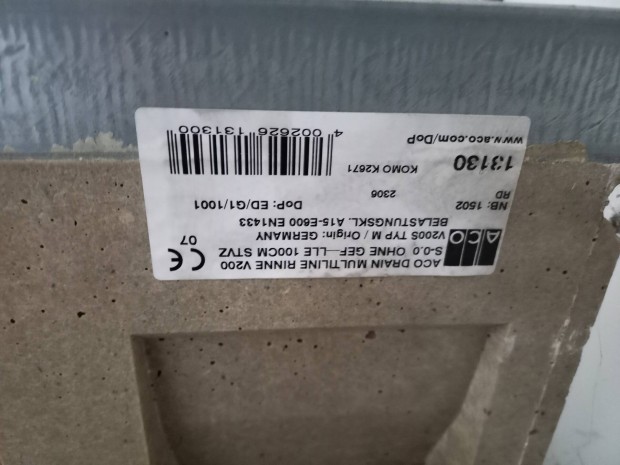 ACO DRAIN MULTILINE RINNE V200
S-0.0 OHNE GEF---LLE 100CM STVZ
V200S TYP M / Origin: GERMANY
BELASTUNGSKL. A15-E600 EN1433
CE
07
ACO
NB: 1502
DoP: ED/G1/1001
RD
2306
13130
KOMO K2671
www.aco.com/DoP
4 002626 131300